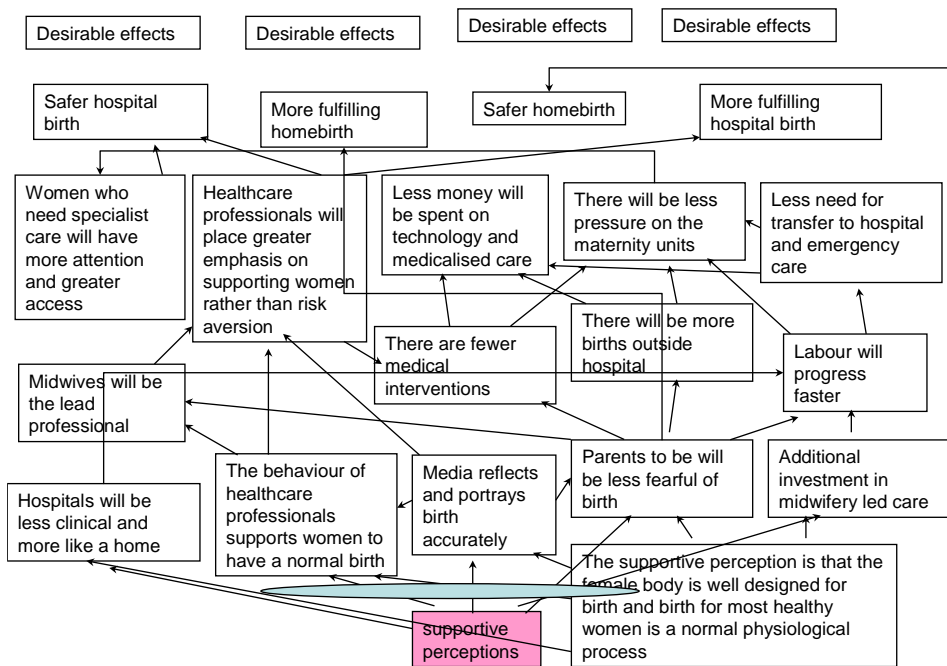 Desirable effects
Desirable effects
Desirable effects
Desirable effects
Safer hospital
birth
More fulfilling
homebirth
Safer homebirth
More fulfilling
hospital birth
Women who
need specialist
care will have
more attention
and greater
access
Healthcare
professionals will
place greater
emphasis on
supporting women
rather than risk
aversion
Less money will
be spent on
technology and
medicalised care
There will be less
pressure on the
maternity units
Less need for
transfer to hospital
and emergency
care
There are fewer
medical
interventions
There will be more
births outside
hospital
Labour will
progress
faster
Midwives will be
the lead
professional
Hospitals will be
less clinical and
more like a home
The behaviour of
healthcare
professionals
supports women to
have a normal birth
Media reflects
and portrays
birth
accurately
Parents to be will
be less fearful of
birth
Additional
investment in
midwifery led care
supportive
perceptions
The supportive perception is that the
female body is well designed for
birth and birth for most healthy
women is a normal physiological
process